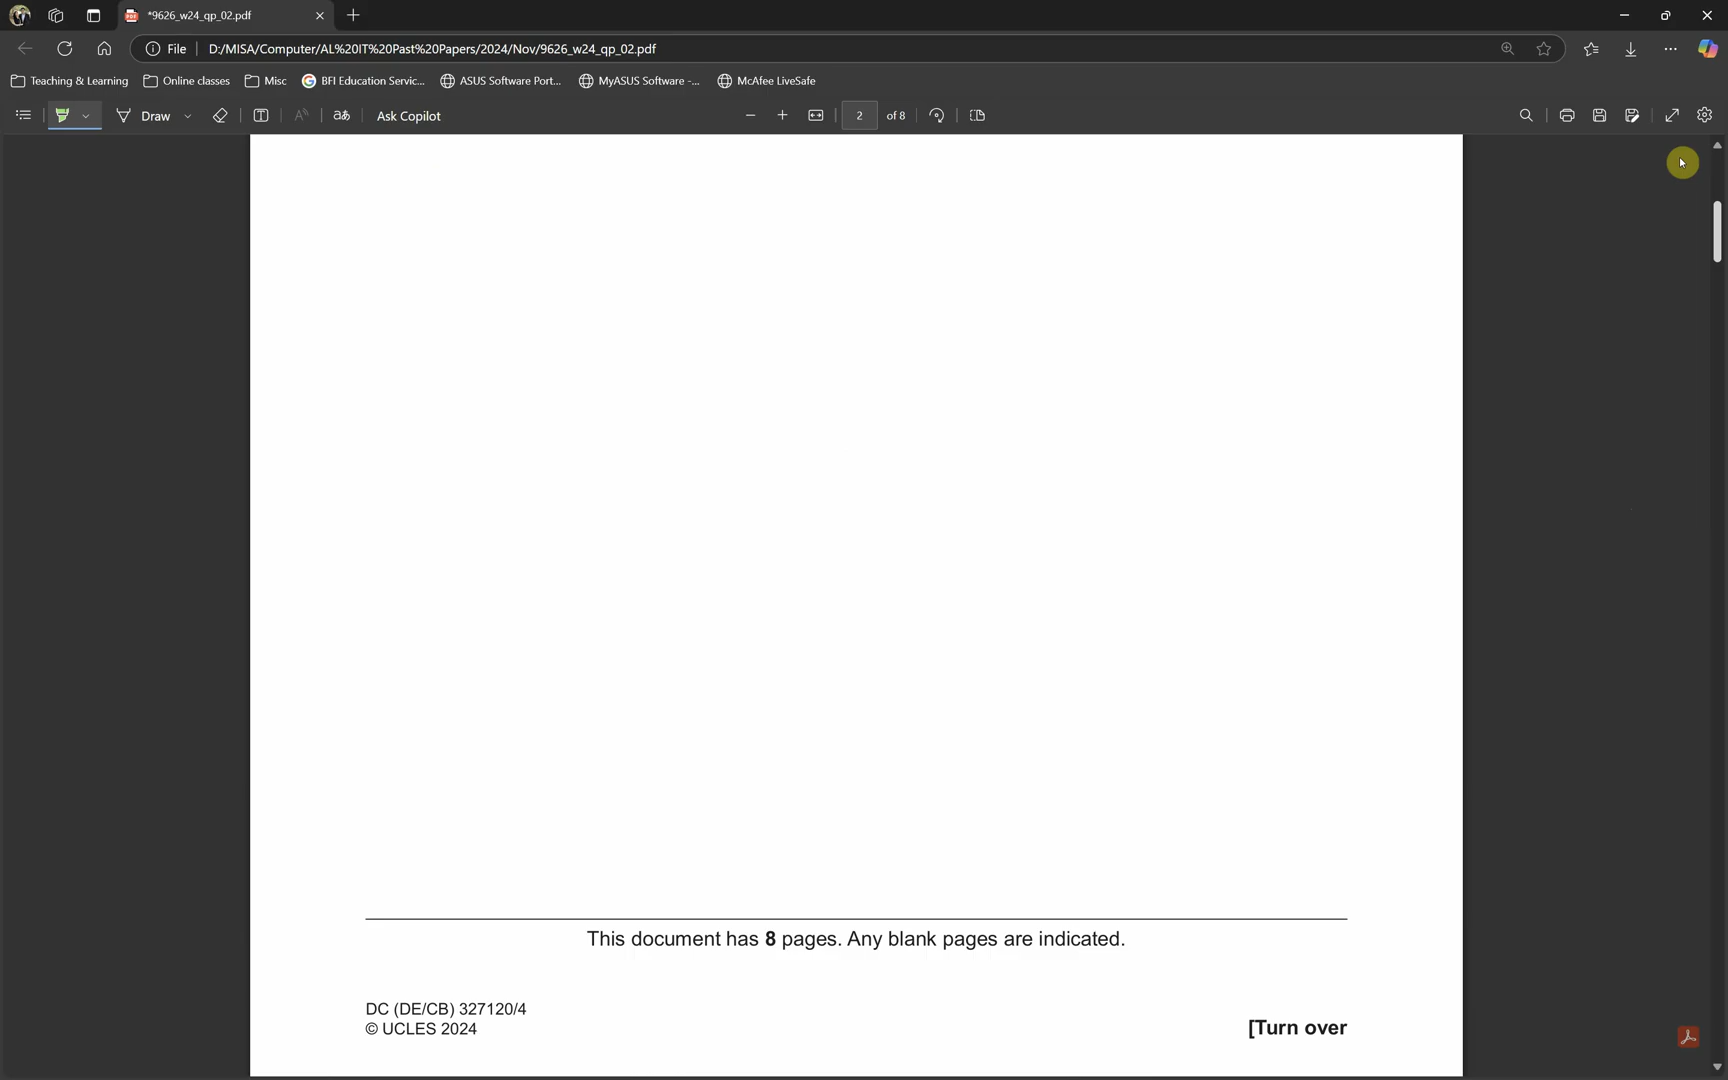 *9626_w24_qp_02.pdf
File
D:/MISA/Computer/AL%20IT%20Past%20Papers/2024/Nov/9626_w24_qp_02.pdf
Teaching & Learning
Online classes
Misc
BFI Education Servic...
ASUS Software Port...
MyASUS Software -...
McAfee LiveSafe
Draw
aあ
Ask Copilot
2 of 8
This document has 8 pages. Any blank pages are indicated.
DC (DE/CB) 327120/4
© UCLES 2024
[Turn over